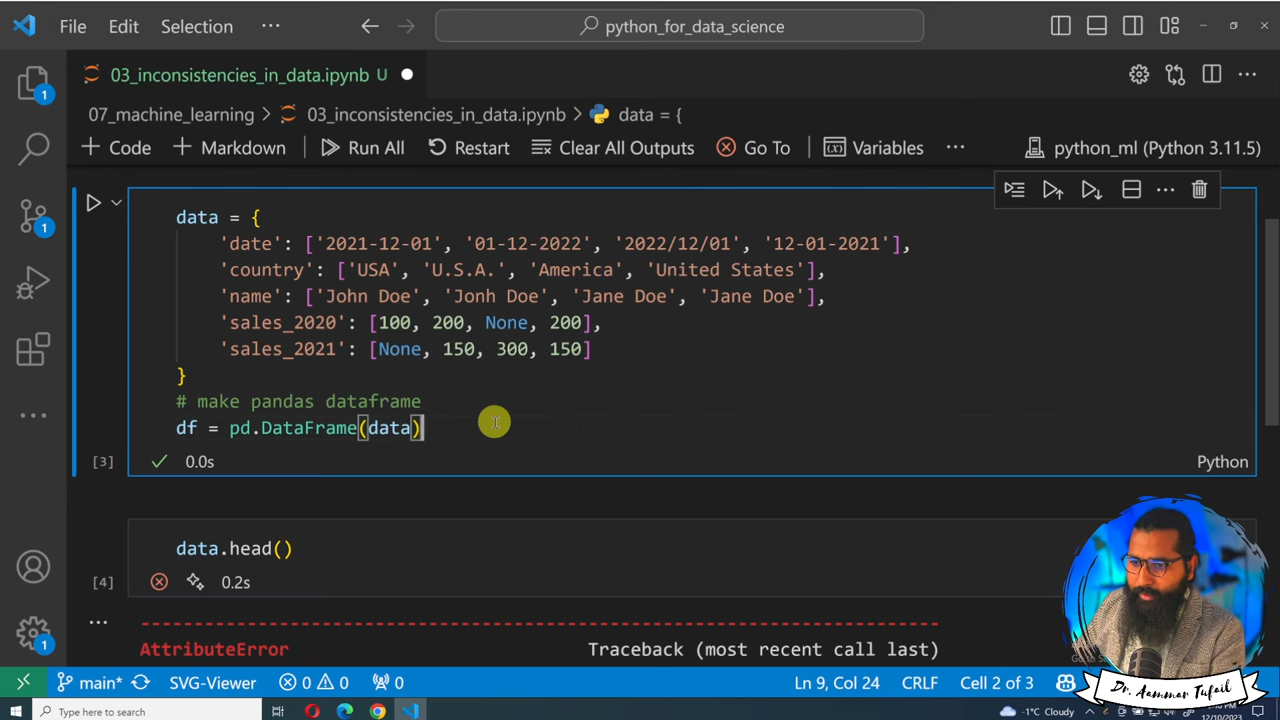 File Edit Selection ··· python_for_data_science
03_inconsistencies_in_data.ipynb U
07_machine_learning > 03_inconsistencies_in_data.ipynb > data = {
+ Code + Markdown Run All Restart Clear All Outputs Go To Variables ··· python_ml (Python 3.11.5)
data = {
'date': ['2021-12-01', '01-12-2022', '2022/12/01', '12-01-2021'],
'country': ['USA', 'U.S.A.', 'America', 'United States'],
'name': ['John Doe', 'Jonh Doe', 'Jane Doe', 'Jane Doe'],
'sales_2020': [100, 200, None, 200],
'sales_2021': [None, 150, 300, 150]
}
# make pandas dataframe
df = pd.DataFrame(data)
[3] 0.0s Python
data.head()
[4] 0.2s
--------------------------------------------------------------------------
AttributeError Traceback (most recent call last)
main* SVG-Viewer 0 0 0 Ln 9, Col 24 CRLF Cell 2 of 3
Dr. Aammar Tufail
Type here to search -1°C Cloudy 12/10/2023